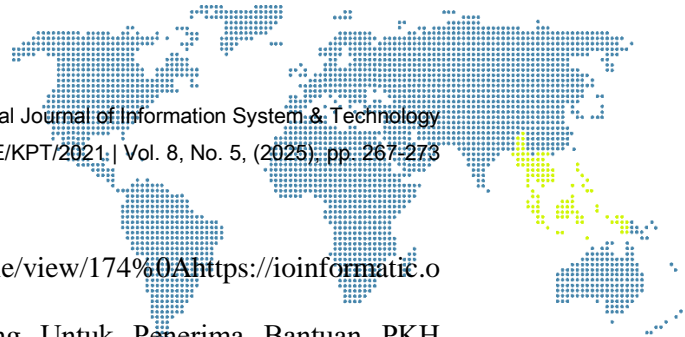 al Journal of Information System & Technology
E/KPT/2021 | Vol. 8, No. 5, (2025), pp. 267-273
e/view/174%0Ahttps://ioinformatic.o
Untuk Penerima Bantuan PKH